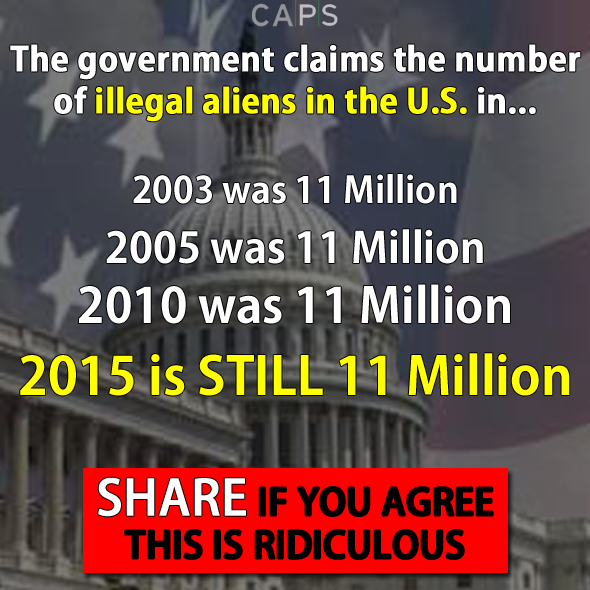 CAPS
The government claims the number
of illegal aliens in the U.S. in...
2003 was 11 Million
2005 was 11 Million
2010 was 11 Million
2015 is STILL 11 Million
SHARE IF YOU AGREE
THIS IS RIDICULOUS